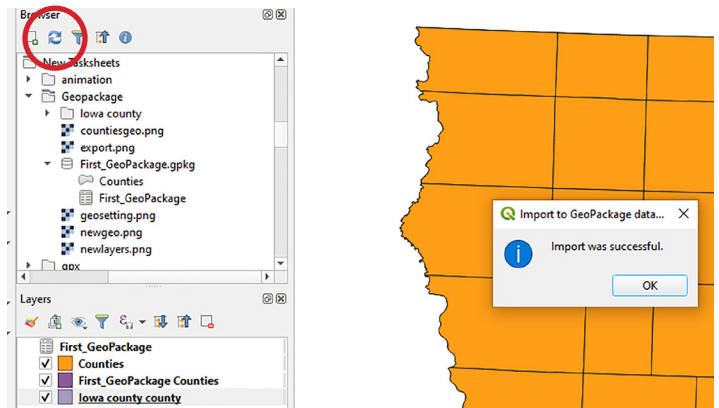 Browser
New Tasksheets
animation
Geopackage
Iowa county
countiesgeo.png
export.png
First_GeoPackage.gpkg
Counties
First_GeoPackage
geosetting.png
newgeo.png
newlayers.png
gpx
Layers
First_GeoPackage
Counties
First_GeoPackage Counties
Iowa county county
Import to GeoPackage data...
Import was successful.
OK